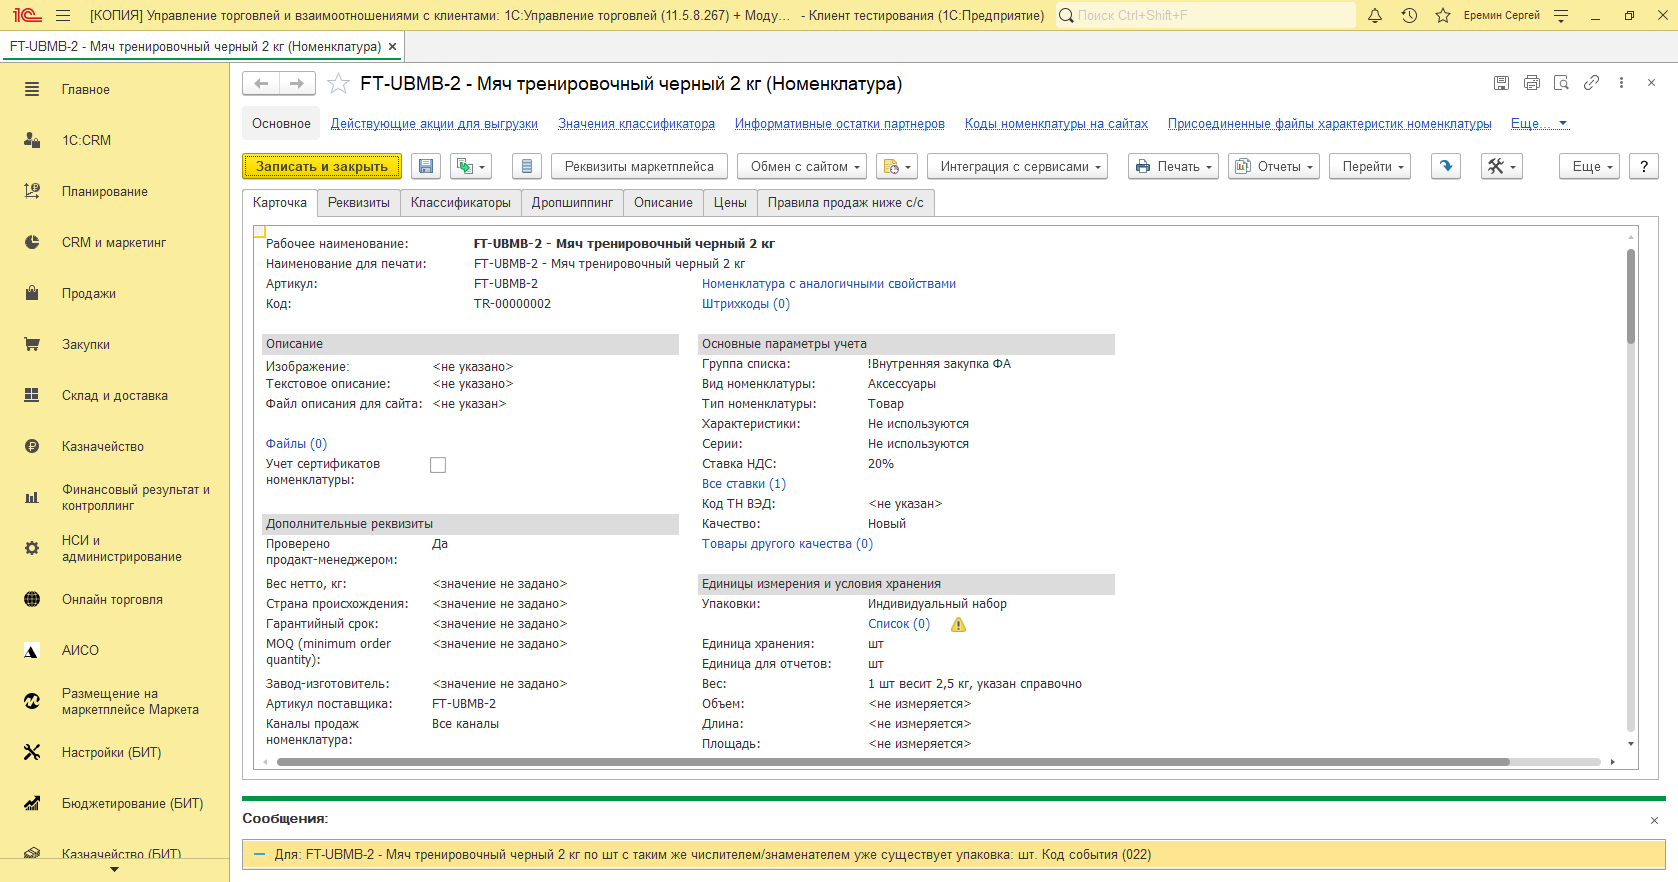 [КОПИЯ] Управление торговлей и взаимоотношениями с клиентами: 1С:Управление торговлей (11.5.8.267) + Моду... - Клиент тестирования (1С:Предприятие)
Поиск Ctrl+Shift+F
Еремин Сергей
FT-UBMB-2 - Мяч тренировочный черный 2 кг (Номенклатура) ×
Главное
1С:CRM
Планирование
CRM и маркетинг
Продажи
Закупки
Склад и доставка
Казначейство
Финансовый результат и
контроллинг
НСИ и
администрирование
Онлайн торговля
АИСО
Размещение на
маркетплейсе Маркета
Настройки (БИТ)
Бюджетирование (БИТ)
Казначейство (БИТ)
FT-UBMB-2 - Мяч тренировочный черный 2 кг (Номенклатура)
Основное Действующие акции для выгрузки Значения классификатора Информативные остатки партнеров Коды номенклатуры на сайтах Присоединенные файлы характеристик номенклатуры Еще...
Записать и закрыть Реквизиты маркетплейса Обмен с сайтом Интеграция с сервисами Печать Отчеты Перейти Еще ?
Карточка Реквизиты Классификаторы Дропшиппинг Описание Цены Правила продаж ниже с/с
Рабочее наименование: FT-UBMB-2 - Мяч тренировочный черный 2 кг
Наименование для печати: FT-UBMB-2 - Мяч тренировочный черный 2 кг
Артикул: FT-UBMB-2 Номенклатура с аналогичными свойствами
Код: TR-00000002 Штрихкоды (0)
Описание
Изображение: <не указано>
Текстовое описание: <не указано>
Файл описания для сайта: <не указан>
Файлы (0)
Учет сертификатов
номенклатуры:
Дополнительные реквизиты
Проверено Да
продакт-менеджером:
Вес нетто, кг: <значение не задано>
Страна происхождения: <значение не задано>
Гарантийный срок: <значение не задано>
MOQ (minimum order <значение не задано>
quantity):
Завод-изготовитель: <значение не задано>
Артикул поставщика: FT-UBMB-2
Каналы продаж Все каналы
номенклатура:
Основные параметры учета
Группа списка: !Внутренняя закупка ФА
Вид номенклатуры: Аксессуары
Тип номенклатуры: Товар
Характеристики: Не используются
Серии: Не используются
Ставка НДС: 20%
Все ставки (1)
Код ТН ВЭД: <не указан>
Качество: Новый
Товары другого качества (0)
Единицы измерения и условия хранения
Упаковки: Индивидуальный набор
Список (0)
Единица хранения: шт
Единица для отчетов: шт
Вес: 1 шт весит 2,5 кг, указан справочно
Объем: <не измеряется>
Длина: <не измеряется>
Площадь: <не измеряется>
Сообщения:
Для: FT-UBMB-2 - Мяч тренировочный черный 2 кг по шт с таким же числителем/знаменателем уже существует упаковка: шт. Код события (022)